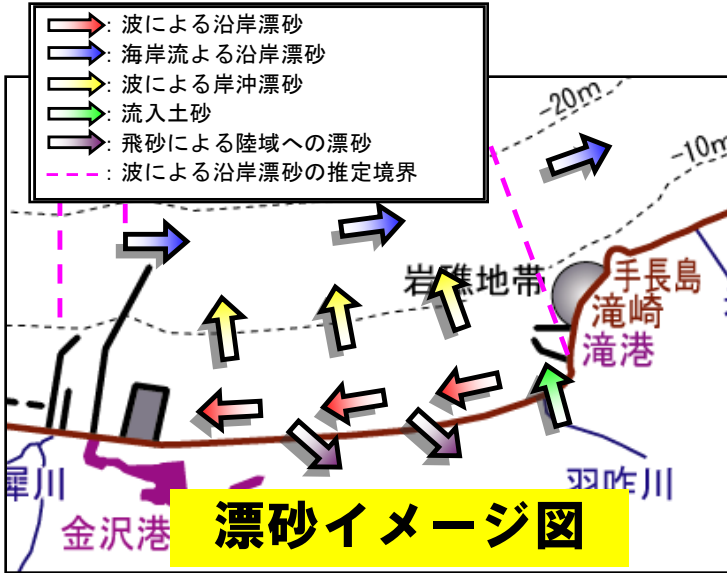 : 波による沿岸漂砂
: 海岸流よる沿岸漂砂
: 波による岸沖漂砂
: 流入土砂
: 飛砂による陸域への漂砂
: 波による沿岸漂砂の推定境界
-20m
-10m
岩礁地帯
手長島
滝崎
滝港
犀川
羽咋川
金沢港
漂砂イメージ図